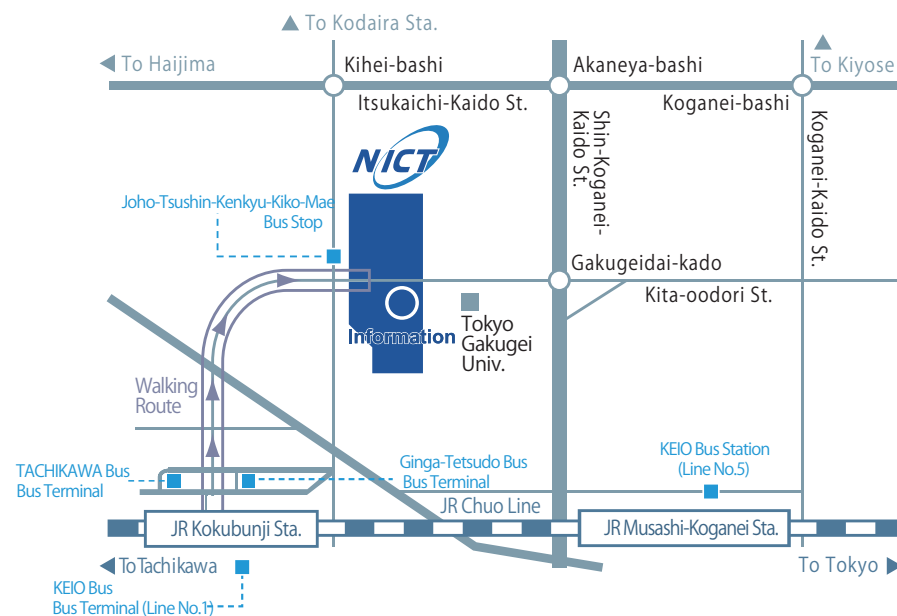 ▲ To Kodaira Sta.
◀ To Haijima
Kihei-bashi
Akaneya-bashi
▲
To Kiyose
Itsukaichi-Kaido St.
Koganei-bashi
Shin-Koganei-
Kaido St.
Koganei-Kaido St.
NICT
Joho-Tsushin-Kenkyu-Kiko-Mae
Bus Stop
Gakugeidai-kado
Kita-oodori St.
Information
Tokyo
Gakugei
Univ.
Walking
Route
TACHIKAWA Bus
Bus Terminal
Ginga-Tetsudo Bus
Bus Terminal
KEIO Bus Station
(Line No.5)
JR Chuo Line
JR Kokubunji Sta.
JR Musashi-Koganei Sta.
◀ To Tachikawa
To Tokyo ▶
KEIO Bus
Bus Terminal (Line No.1)